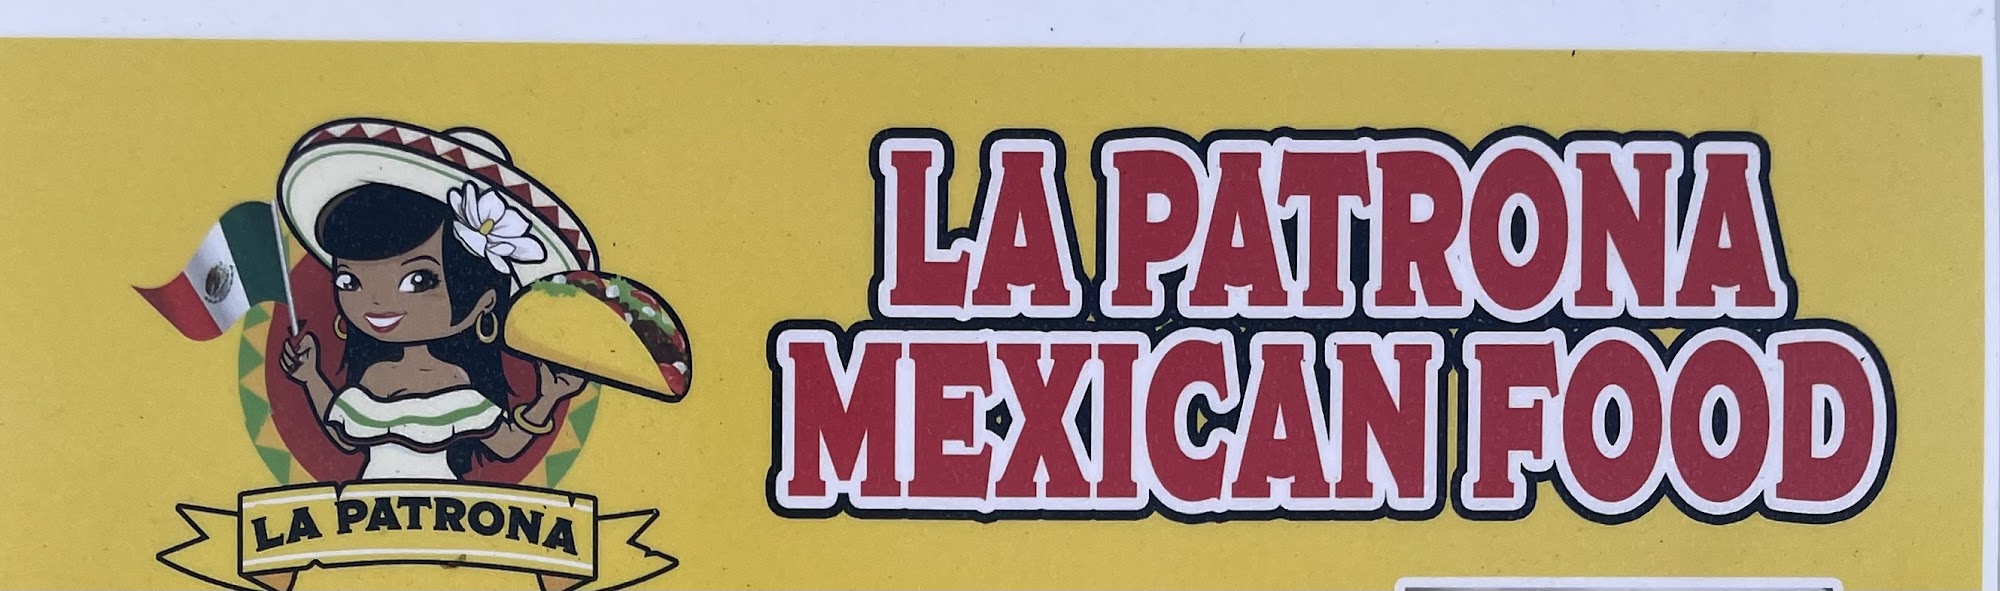 LA PATRONA
MEXICAN FOOD
LA PATRONA